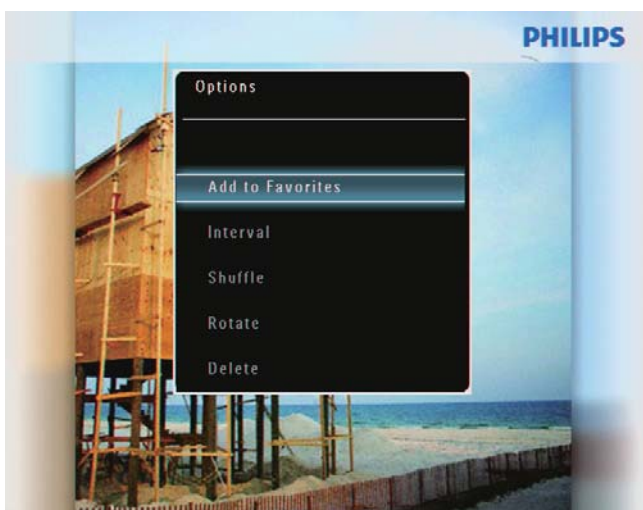 PHILIPS
Options
Add to Favorites
Interval
Shuffle
Rotate
Delete